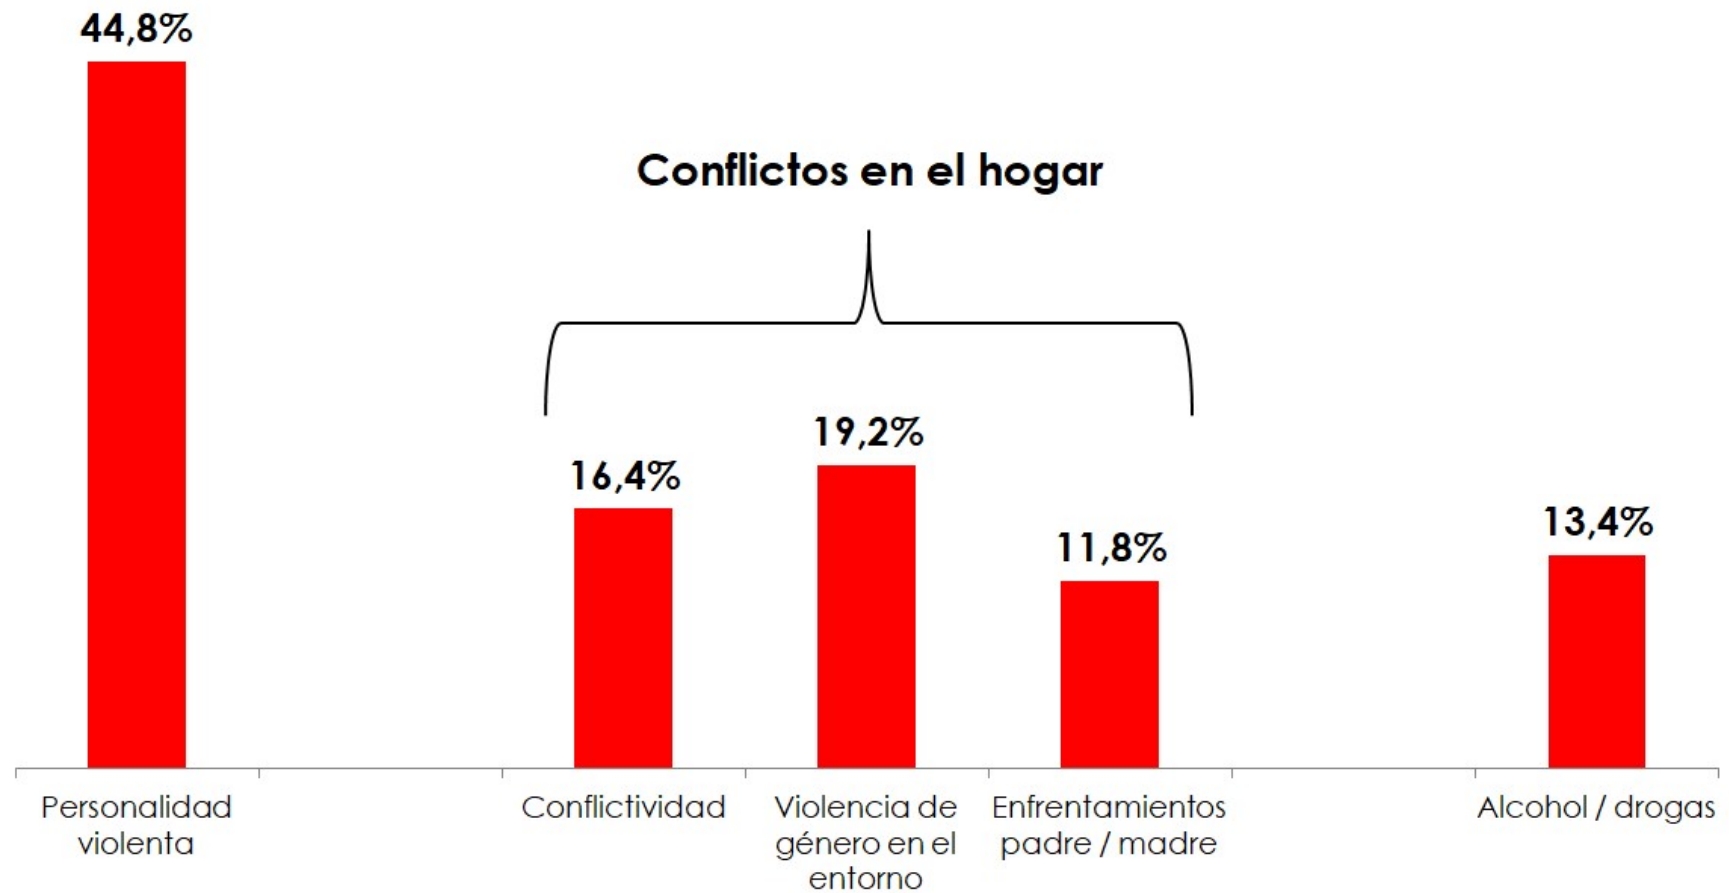 44,8%
Conflictos en el hogar
16,4%
19,2%
11,8%
13,4%
Personalidad
violenta
Conflictividad
Violencia de
género en el
entorno
Enfrentamientos
padre / madre
Alcohol / drogas